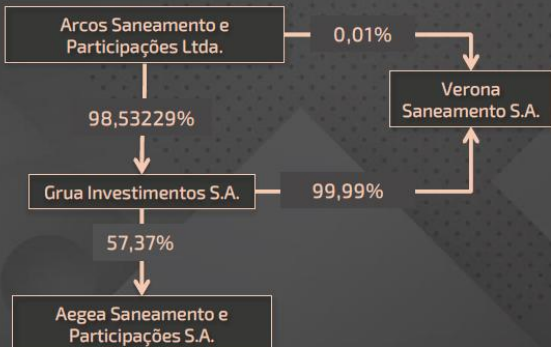 Arcos Saneamento e
Participações Ltda.
0,01%
Verona
Saneamento S.A.
98,53229%
Grua Investimentos S.A.
99,99%
57,37%
Aegea Saneamento e
Participações S.A.